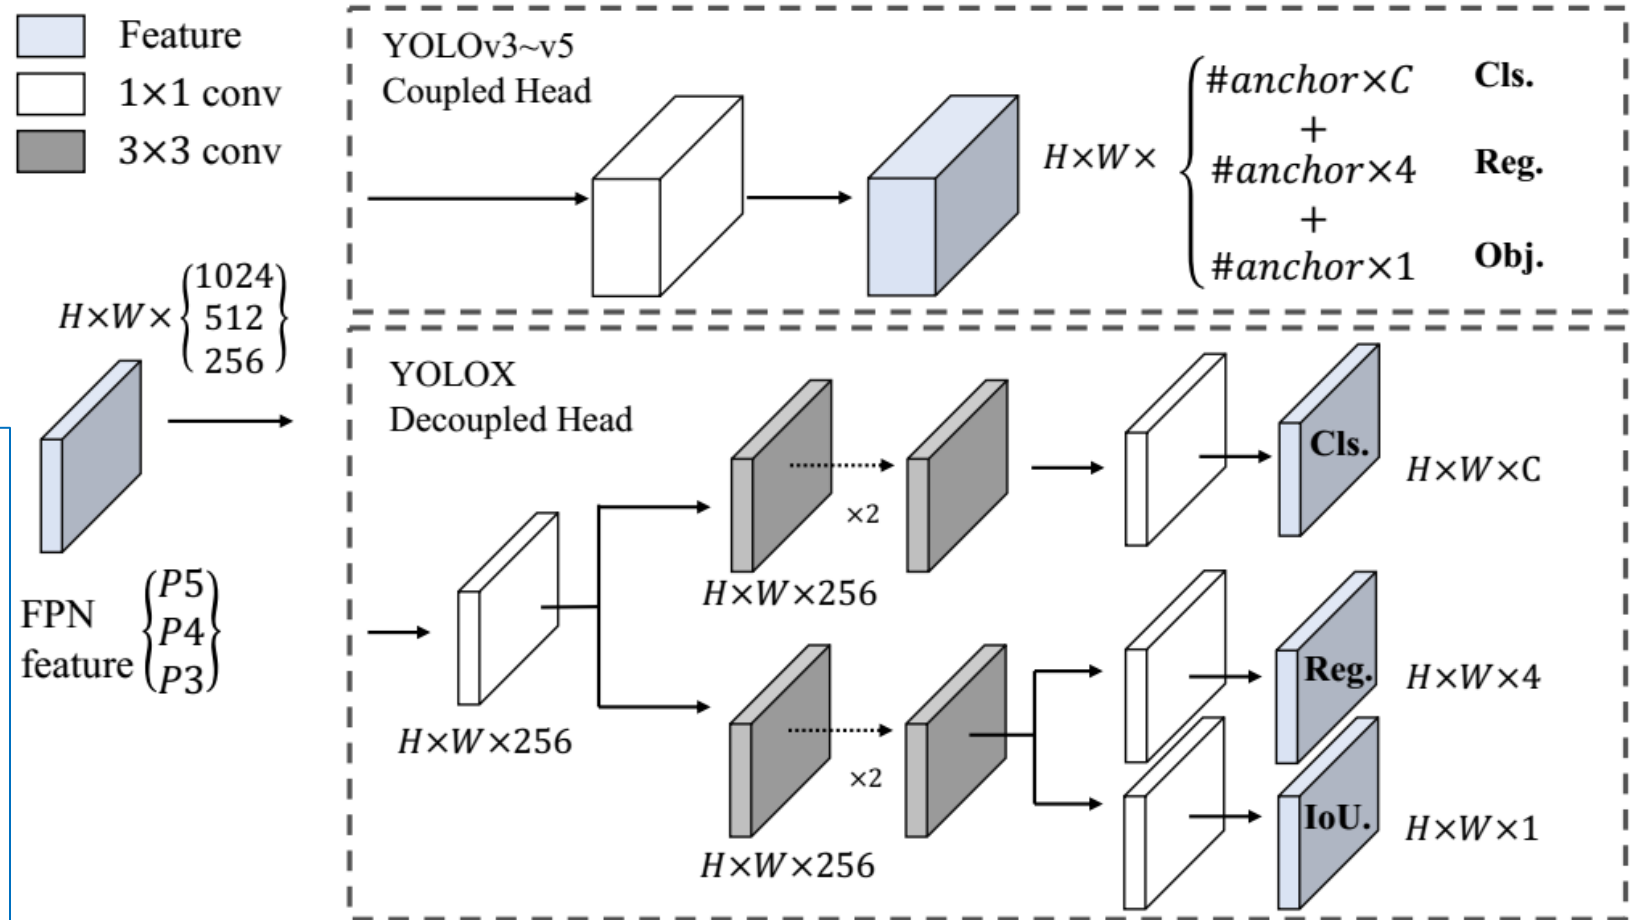 Feature
1×1 conv
3×3 conv
H×W×{1024
512
256}
FPN
feature
{P5
P4
P3}
YOLOv3~v5
Coupled Head
H×W×
{#anchor×C Cls.
+
#anchor×4 Reg.
+
#anchor×1 Obj.
YOLOX
Decoupled Head
H×W×256
×2
H×W×256
×2
H×W×256
Cls.
H×W×C
Reg.
H×W×4
IoU.
H×W×1